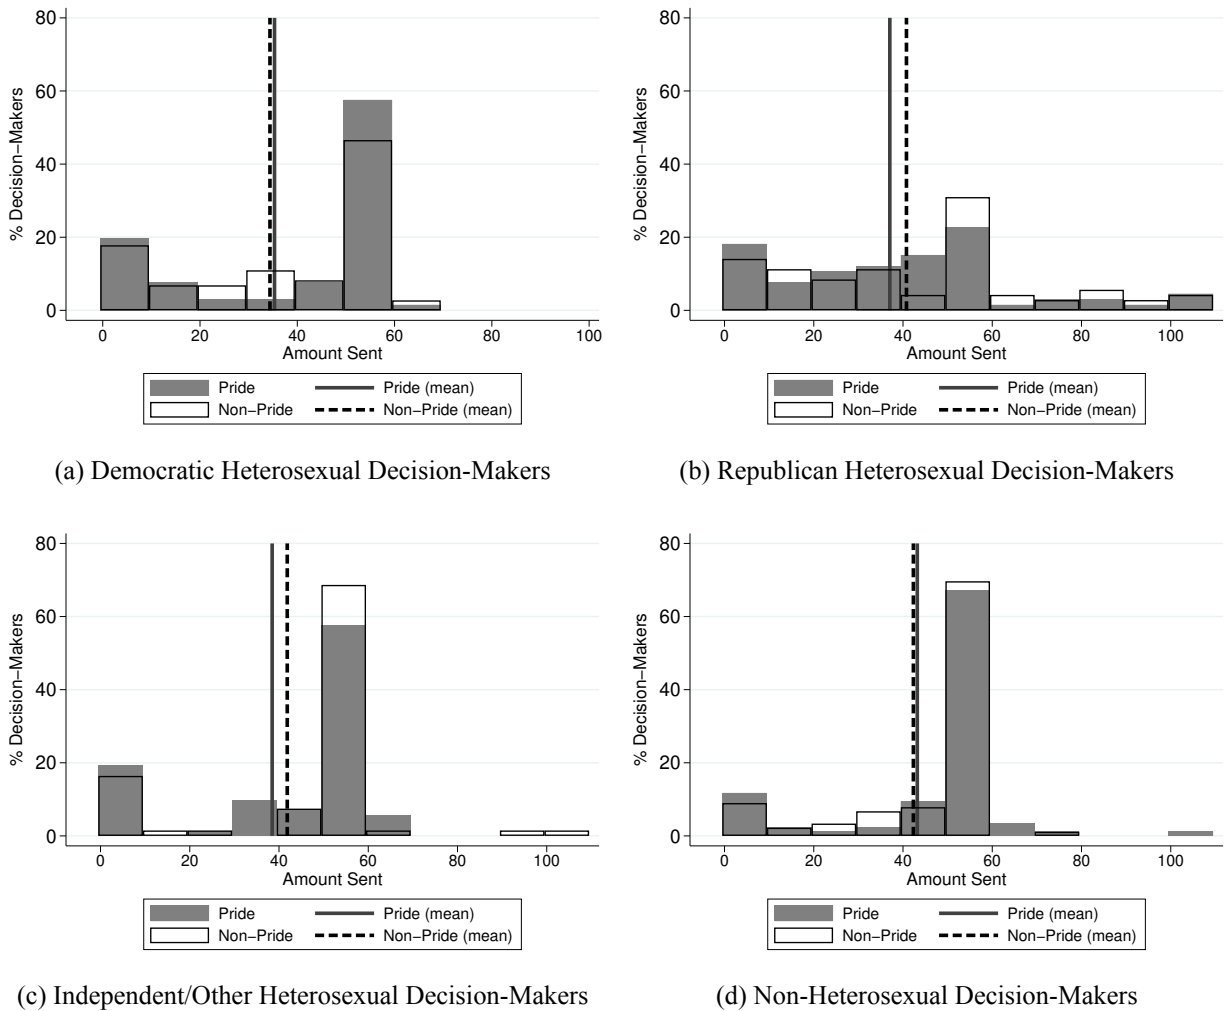 80
60
40
20
0
% Decision−Makers
0 20 40 60 80 100
Amount Sent
Pride Pride (mean)
Non−Pride Non−Pride (mean)
(a) Democratic Heterosexual Decision-Makers
80
60
40
20
0
% Decision−Makers
0 20 40 60 80 100
Amount Sent
Pride Pride (mean)
Non−Pride Non−Pride (mean)
(b) Republican Heterosexual Decision-Makers
80
60
40
20
0
% Decision−Makers
0 20 40 60 80 100
Amount Sent
Pride Pride (mean)
Non−Pride Non−Pride (mean)
(c) Independent/Other Heterosexual Decision-Makers
80
60
40
20
0
% Decision−Makers
0 20 40 60 80 100
Amount Sent
Pride Pride (mean)
Non−Pride Non−Pride (mean)
(d) Non-Heterosexual Decision-Makers